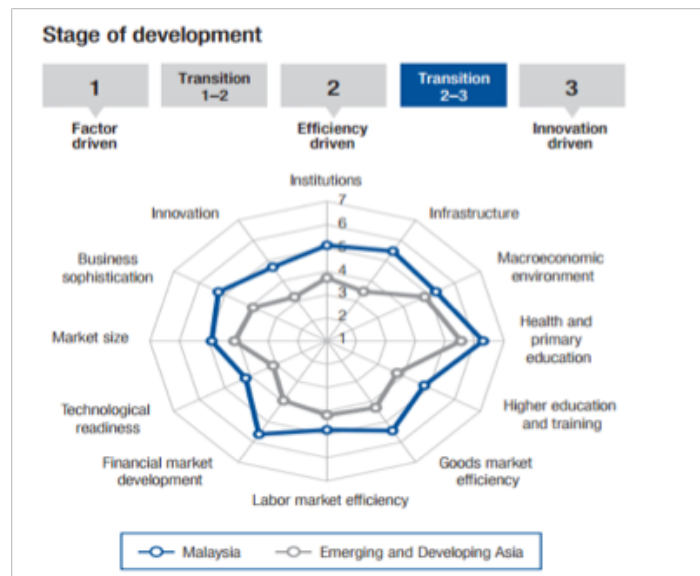 Stage of development
1
Transition
1–2
2
Transition
2–3
3
Factor
driven
Efficiency
driven
Innovation
driven
Institutions
Innovation
Infrastructure
Business
sophistication
Macroeconomic
environment
Market size
Health and
primary
education
Technological
readiness
Higher education
and training
Financial market
development
Goods market
efficiency
Labor market efficiency
7
6
5
4
3
2
1
Malaysia
Emerging and Developing Asia